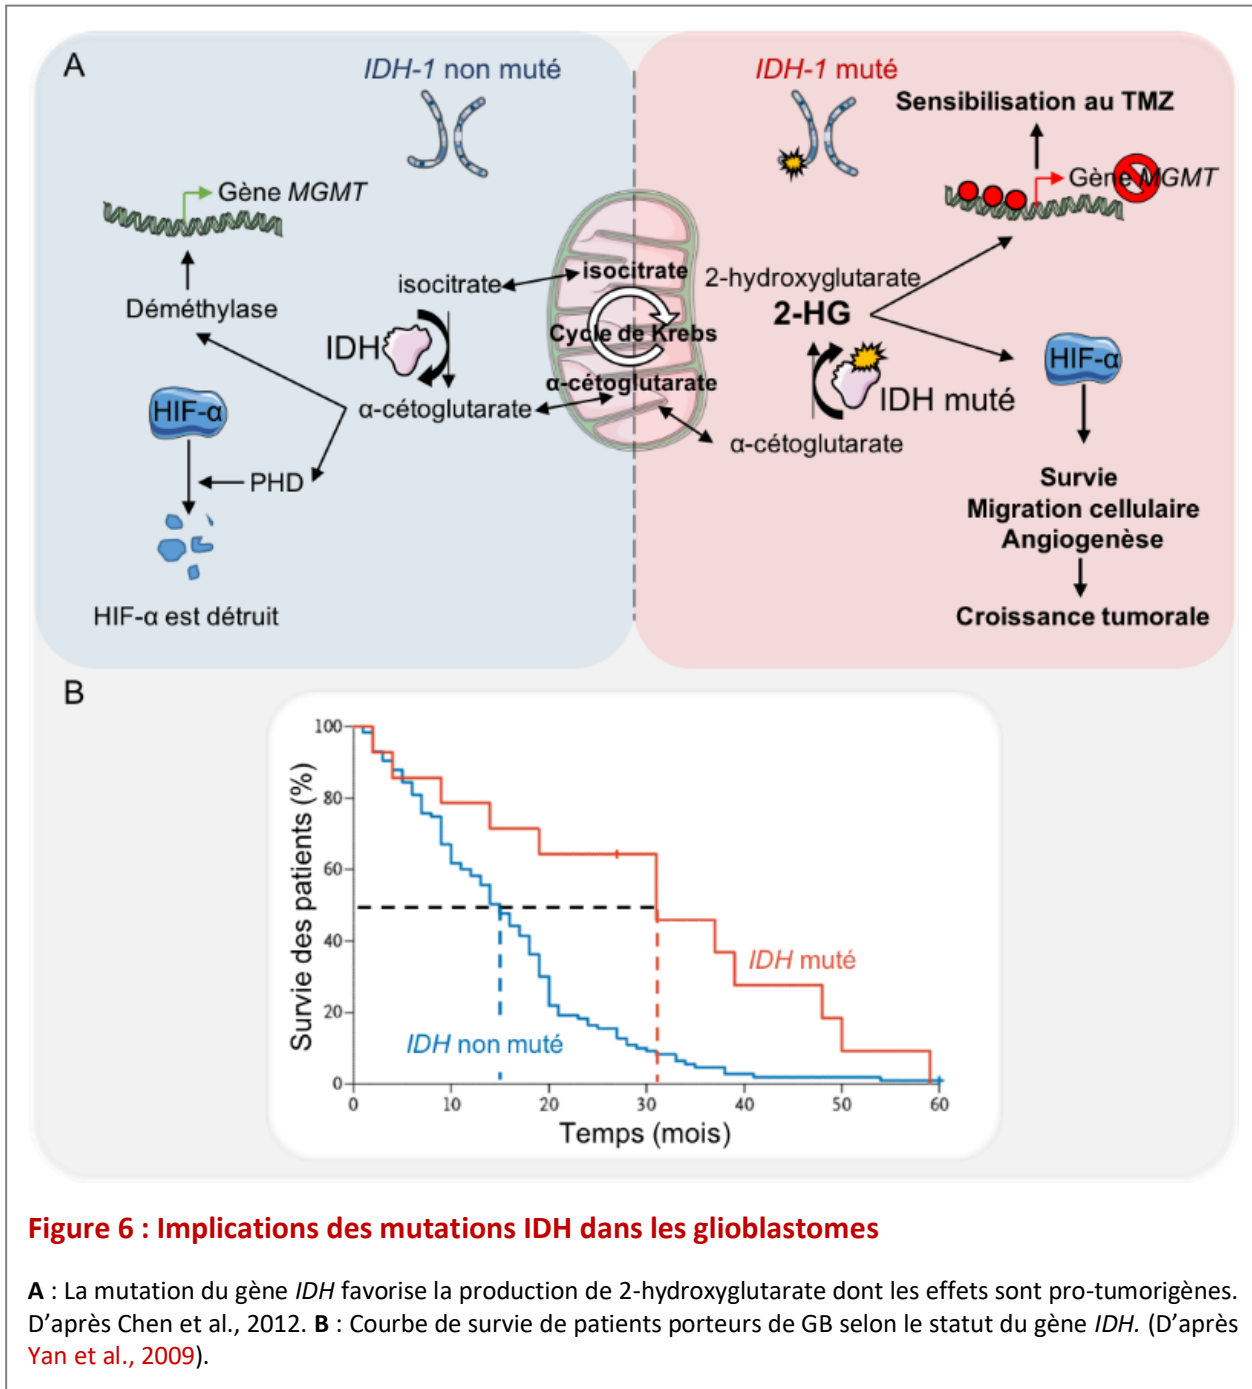 A
IDH-1 non muté
IDH-1 muté
Sensibilisation au TMZ
Gène MGMT
Gène MGMT
Déméthylase
isocitrate
isocitrate
2-hydroxyglutarate
2-HG
IDH
Cycle de Krebs
HIF-α
α-cétoglutarate
α-cétoglutarate
IDH muté
HIF-α
α-cétoglutarate
PHD
Survie
Migration cellulaire
Angiogenèse
HIF-α est détruit
Croissance tumorale
B
Survie des patients (%)
100
80
60
40
20
0
IDH muté
IDH non muté
0 10 20 30 40 50 60
Temps (mois)
Figure 6 : Implications des mutations IDH dans les glioblastomes
A : La mutation du gène IDH favorise la production de 2-hydroxyglutarate dont les effets sont pro-tumorigènes.
D’après Chen et al., 2012. B : Courbe de survie de patients porteurs de GB selon le statut du gène IDH. (D’après
Yan et al., 2009).